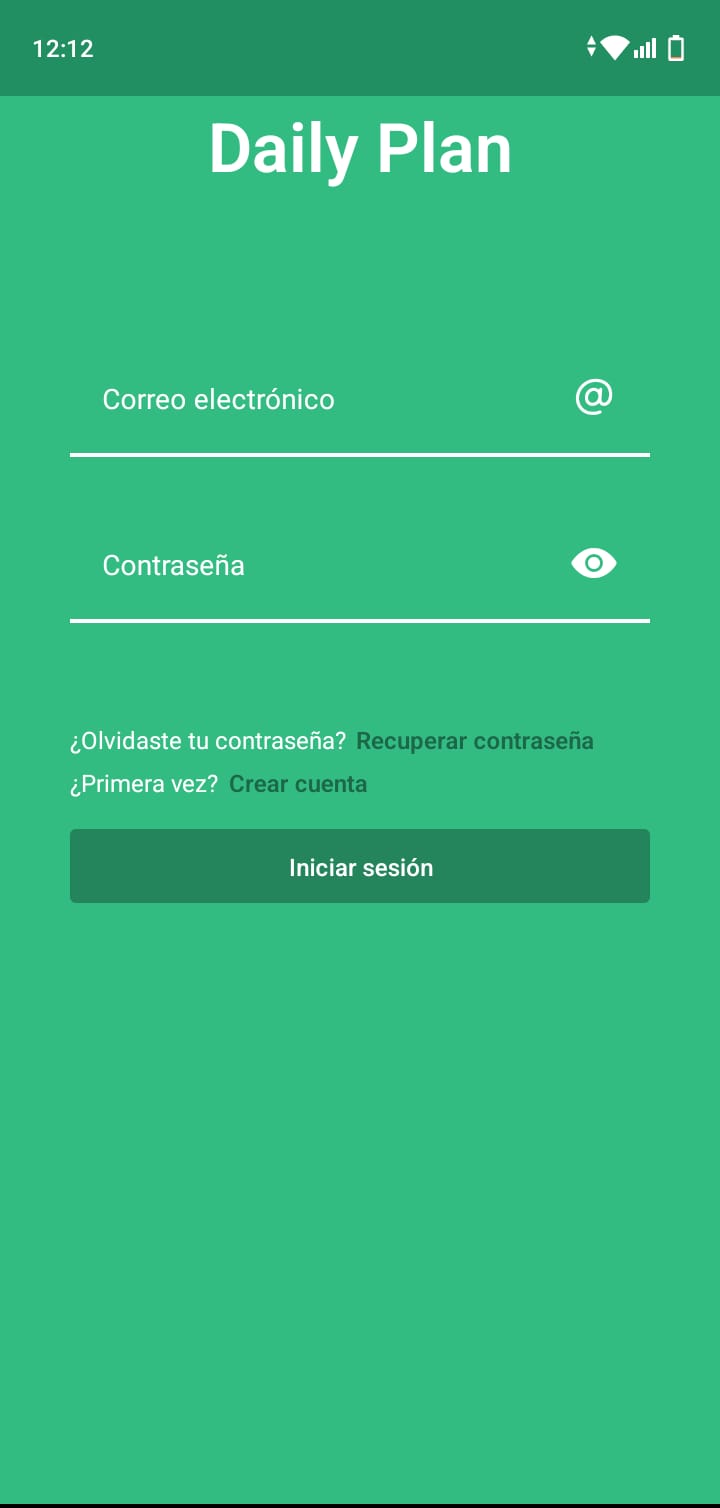 12:12
Daily Plan
Correo electrónico
Contraseña
¿Olvidaste tu contraseña? Recuperar contraseña
¿Primera vez? Crear cuenta
Iniciar sesión